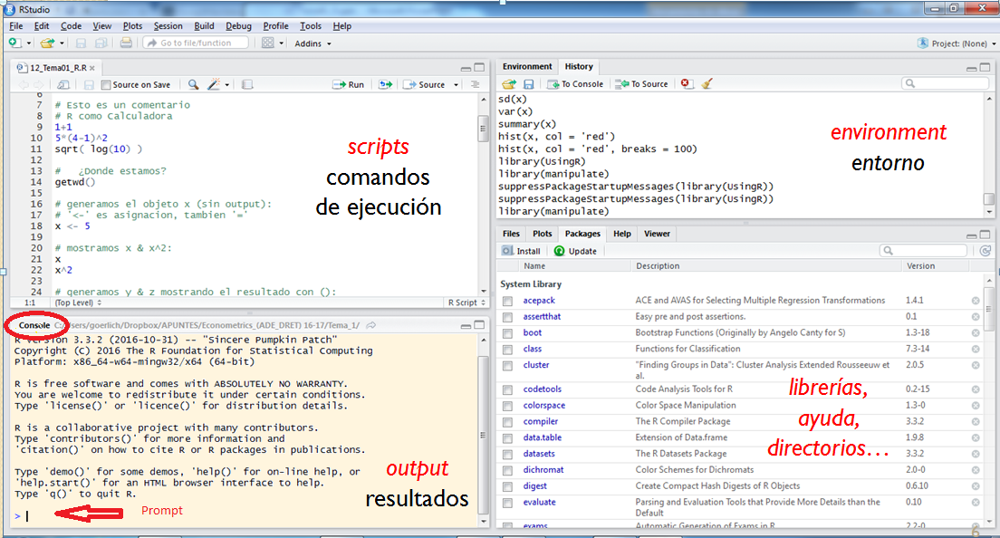 RStudio
File Edit Code View Plots Session Build Debug Profile Tools Help
Go to file/function Addins Project: (None)
12_Tema01_R.R
Source on Save Run Source
6
7 # Esto es un comentario
8 # R como Calculadora
9 1+1
10 5*(4-1)^2
11 sqrt( log(10) )
12
13 # ¿Donde estamos?
14 getwd()
15
16 # generamos el objeto x (sin output):
17 # '<-' es asignacion, tambien '='
18 x <- 5
19
20 # mostramos x & x^2:
21 x
22 x^2
23
24 # generamos y & z mostrando el resultado con ():
1:1 (Top Level) R Script
scripts
comandos
de ejecución
Console C:/Users/goerlich/Dropbox/APUNTES/Econometrics_(ADE_DRET) 16-17/Tema_1/
R version 3.3.2 (2016-10-31) -- "Sincere Pumpkin Patch"
Copyright (C) 2016 The R Foundation for Statistical Computing
Platform: x86_64-w64-mingw32/x64 (64-bit)
R is free software and comes with ABSOLUTELY NO WARRANTY.
You are welcome to redistribute it under certain conditions.
Type 'license()' or 'licence()' for distribution details.
R is a collaborative project with many contributors.
Type 'contributors()' for more information and
'citation()' on how to cite R or R packages in publications.
Type 'demo()' for some demos, 'help()' for on-line help, or
'help.start()' for an HTML browser interface to help.
Type 'q()' to quit R.
>
Prompt
output
resultados
Environment History
To Console To Source
sd(x)
var(x)
summary(x)
hist(x, col = 'red')
hist(x, col = 'red', breaks = 100)
library(UsingR)
library(manipulate)
suppressPackageStartupMessages(library(UsingR))
suppressPackageStartupMessages(library(UsingR))
library(manipulate)
environment
entorno
Files Plots Packages Help Viewer
Install Update
Name Description Version
System Library
acepack ACE and AVAS for Selecting Multiple Regression Transformations 1.4.1
assertthat Easy pre and post assertions. 0.1
boot Bootstrap Functions (Originally by Angelo Canty for S) 1.3-18
class Functions for Classification 7.3-14
cluster "Finding Groups in Data": Cluster Analysis Extended Rousseeuw et 2.0.5
al.
codetools Code Analysis Tools for R 0.2-15
colorspace Color Space Manipulation 1.3-0
compiler The R Compiler Package 3.3.2
data.table Extension of Data.frame 1.9.8
datasets The R Datasets Package 3.3.2
dichromat Color Schemes for Dichromats 2.0-0
digest Create Compact Hash Digests of R Objects 0.6.10
evaluate Parsing and Evaluation Tools that Provide More Details than the 0.10
Default
exams Automatic Generation of Exams in R 2.2-0
librerías,
ayuda,
directorios…
6